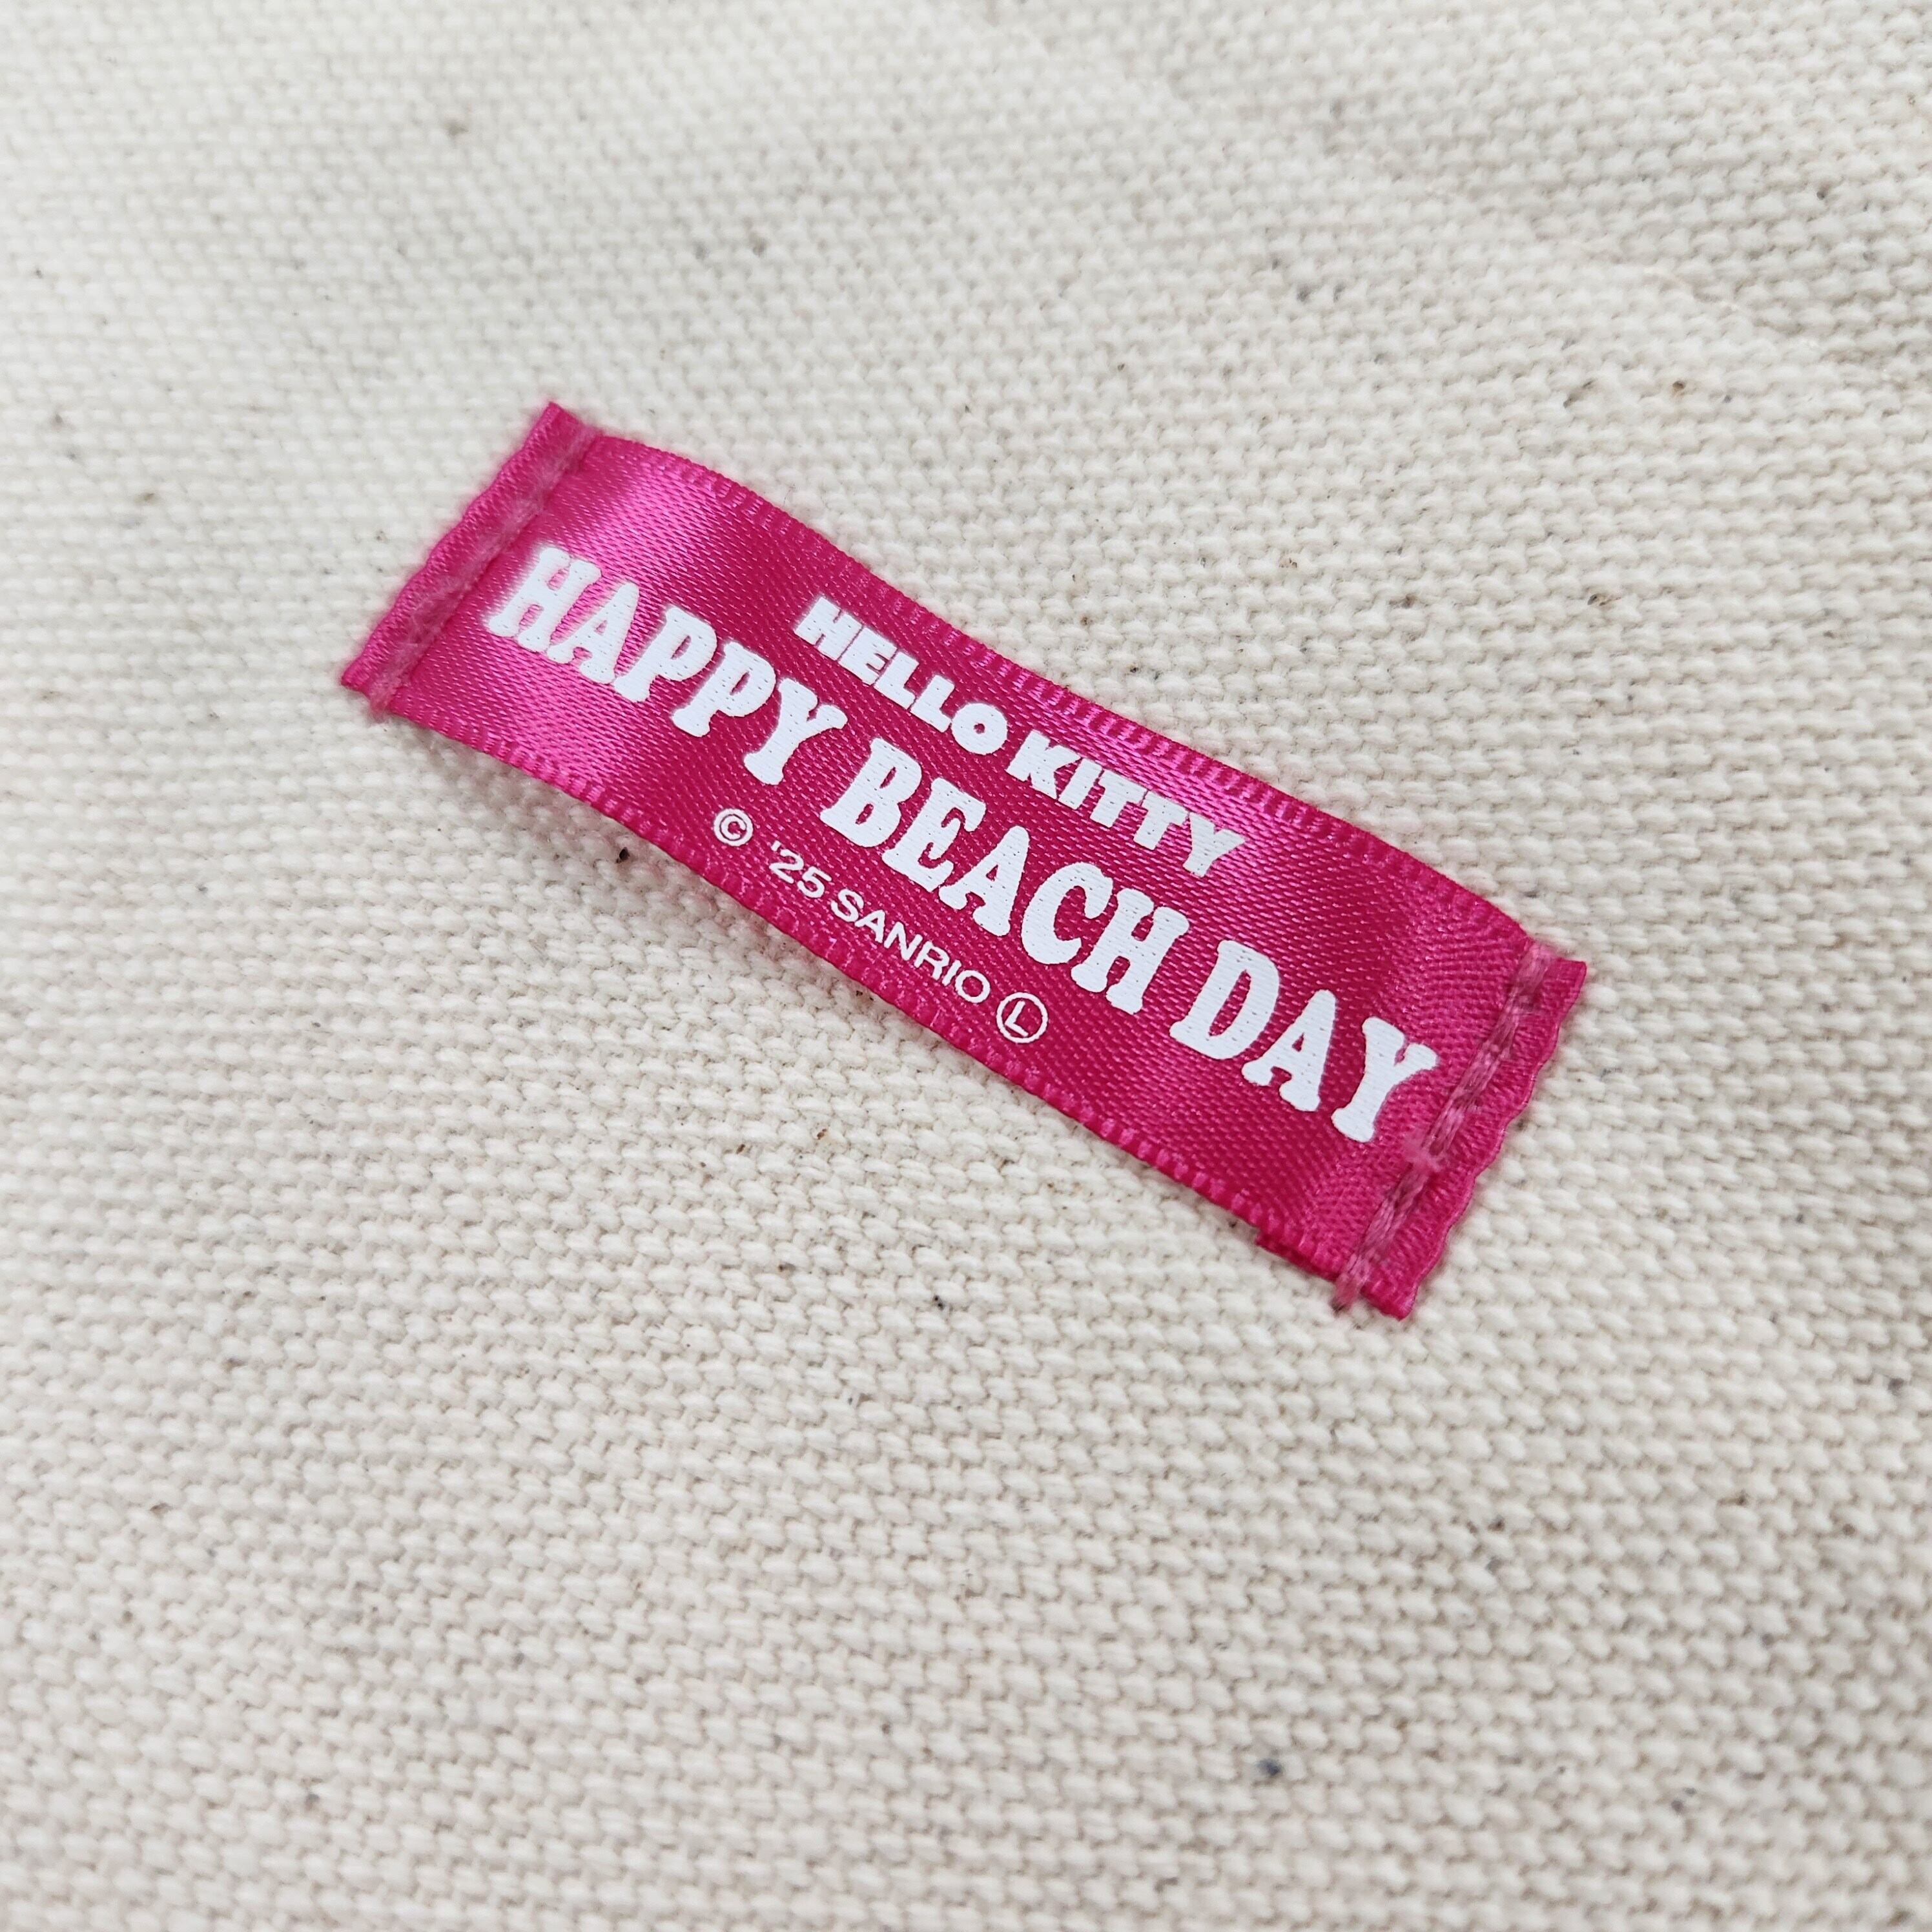 HELLO KITTY
HAPPY BEACH DAY
© '25 SANRIO Ⓛ